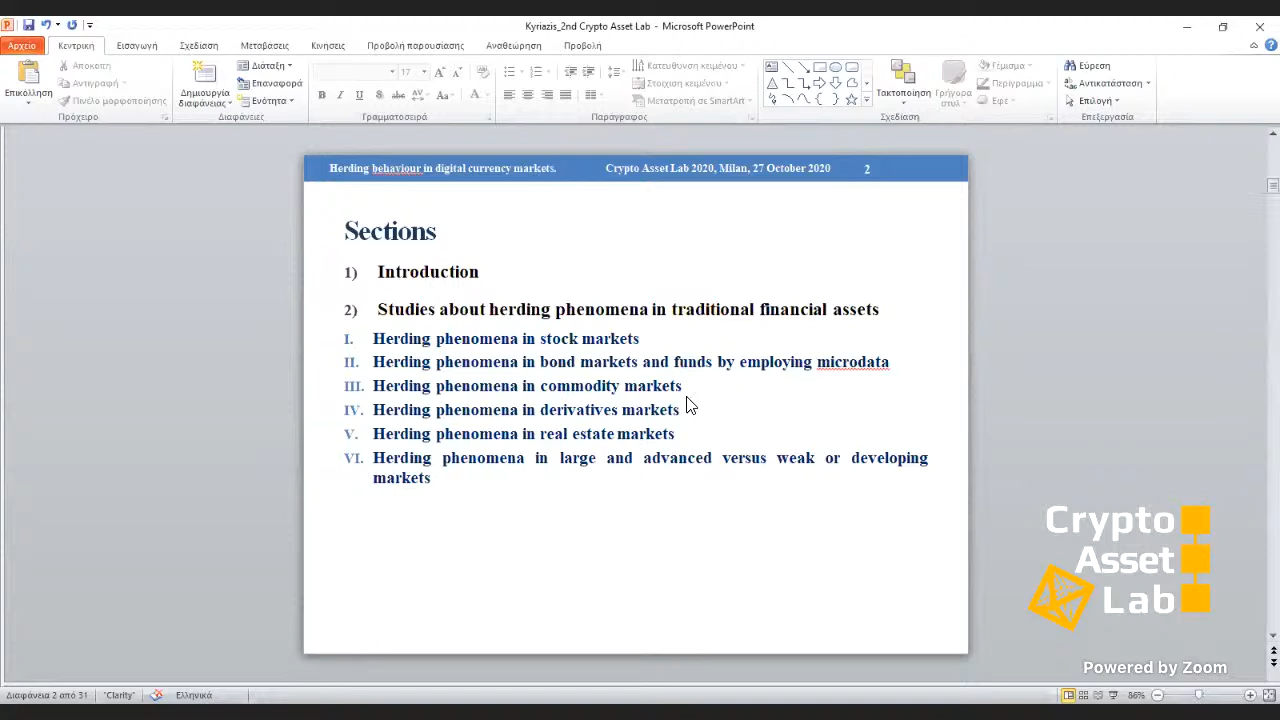 Kyriazis_2nd Crypto Asset Lab - Microsoft PowerPoint
Αρχείο Κεντρική Εισαγωγή Σχεδίαση Μεταβάσεις Κινήσεις Προβολή παρουσίασης Αναθεώρηση Προβολή
Επικόλληση
Αποκοπή
Αντιγραφή
Πινέλο μορφοποίησης
Πρόχειρο
Δημιουργία διαφάνειας
Διάταξη
Επαναφορά
Ενότητα
Διαφάνειες
17
Γραμματοσειρά
Κατεύθυνση κειμένου
Στοίχιση κειμένου
Μετατροπή σε SmartArt
Παράγραφος
Τακτοποίηση
Γρήγορα στυλ
Γέμισμα
Περίγραμμα
Εφέ
Σχεδίαση
Εύρεση
Αντικατάσταση
Επιλογή
Επεξεργασία
Herding behaviour in digital currency markets. Crypto Asset Lab 2020, Milan, 27 October 2020 2
Sections
1) Introduction
2) Studies about herding phenomena in traditional financial assets
I. Herding phenomena in stock markets
II. Herding phenomena in bond markets and funds by employing microdata
III. Herding phenomena in commodity markets
IV. Herding phenomena in derivatives markets
V. Herding phenomena in real estate markets
VI. Herding phenomena in large and advanced versus weak or developing
markets
Crypto
Asset
Lab
Powered by Zoom
Διαφάνεια 2 από 31 "Clarity" Ελληνικά 86%